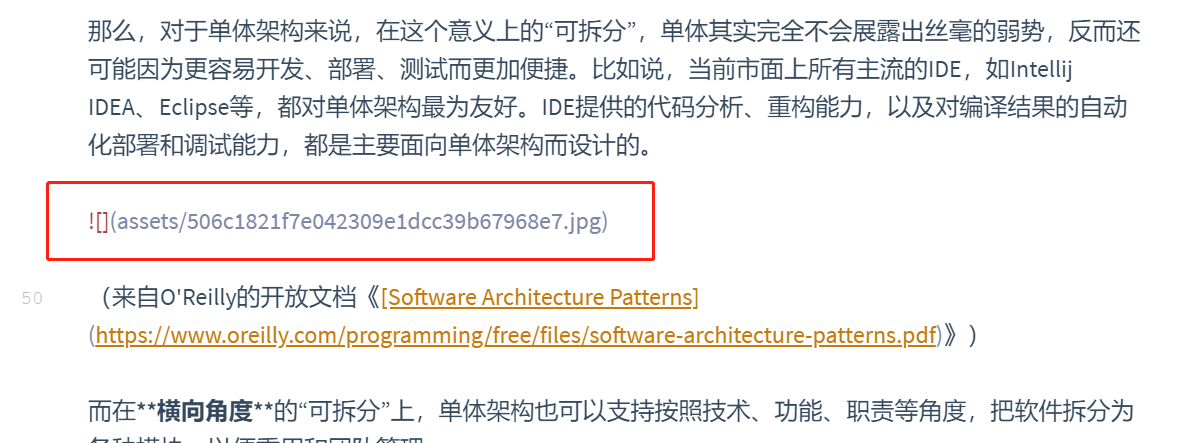 那么，对于单体架构来说，在这个意义上的“可拆分”，单体其实完全不会展露出丝毫的弱势，反而还
可能因为更容易开发、部署、测试而更加便捷。比如说，当前市面上所有主流的IDE，如Intellij
IDEA、Eclipse等，都对单体架构最为友好。IDE提供的代码分析、重构能力，以及对编译结果的自动
化部署和调试能力，都是主要面向单体架构而设计的。
![](assets/506c1821f7e042309e1dcc39b67968e7.jpg)
50
（来自O'Reilly的开放文档《[Software Architecture Patterns]
(https://www.oreilly.com/programming/free/files/software-architecture-patterns.pdf)》）
而在**横向角度**的“可拆分”上，单体架构也可以支持按照技术、功能、职责等角度，把软件拆分为